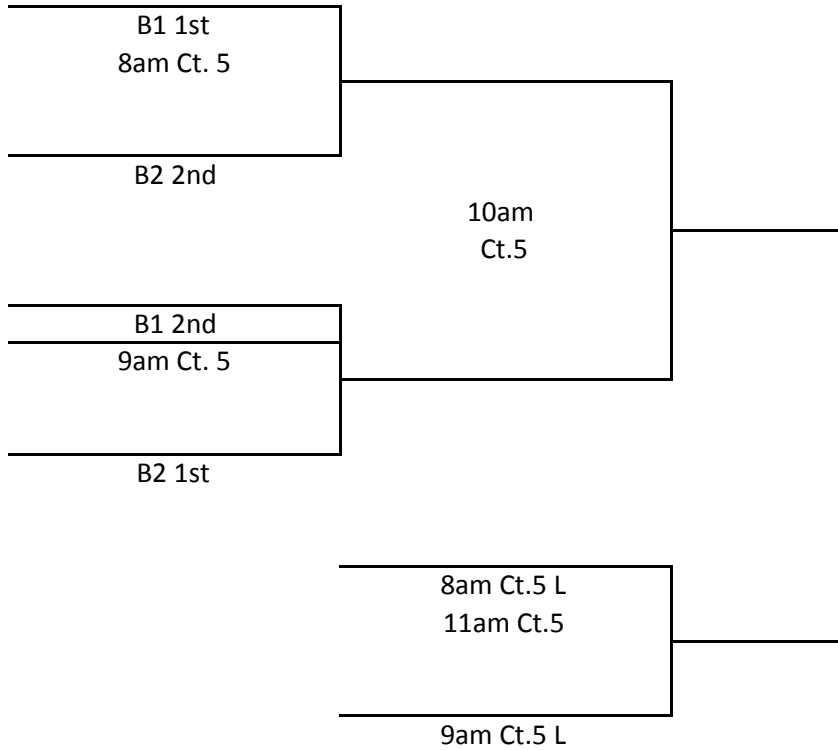 B1 1st
8am Ct. 5
B2 2nd
10am
Ct.5
B1 2nd
9am Ct. 5
B2 1st
8am Ct.5 L
11am Ct.5
9am Ct.5 L